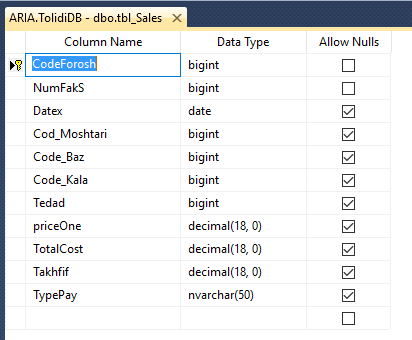 ARIA.TolidiDB - dbo.tbl_Sales
Column Name Data Type Allow Nulls
CodeForosh bigint
NumFakS bigint
Datex date
Cod_Moshtari bigint
Code_Baz bigint
Code_Kala bigint
Tedad bigint
priceOne decimal(18, 0)
TotalCost decimal(18, 0)
Takhfif decimal(18, 0)
TypePay nvarchar(50)